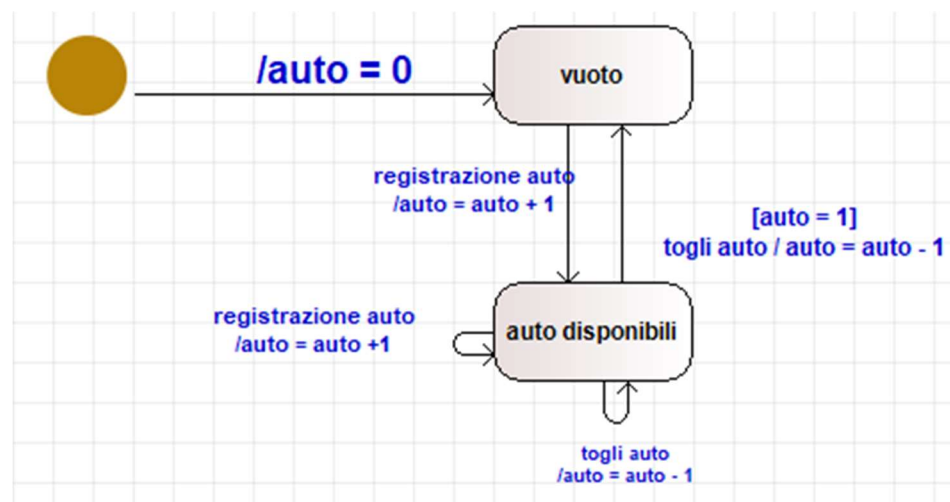 /auto = 0
vuoto
registrazione auto
/auto = auto + 1
[auto = 1]
togli auto / auto = auto - 1
registrazione auto
/auto = auto +1
auto disponibili
togli auto
/auto = auto - 1